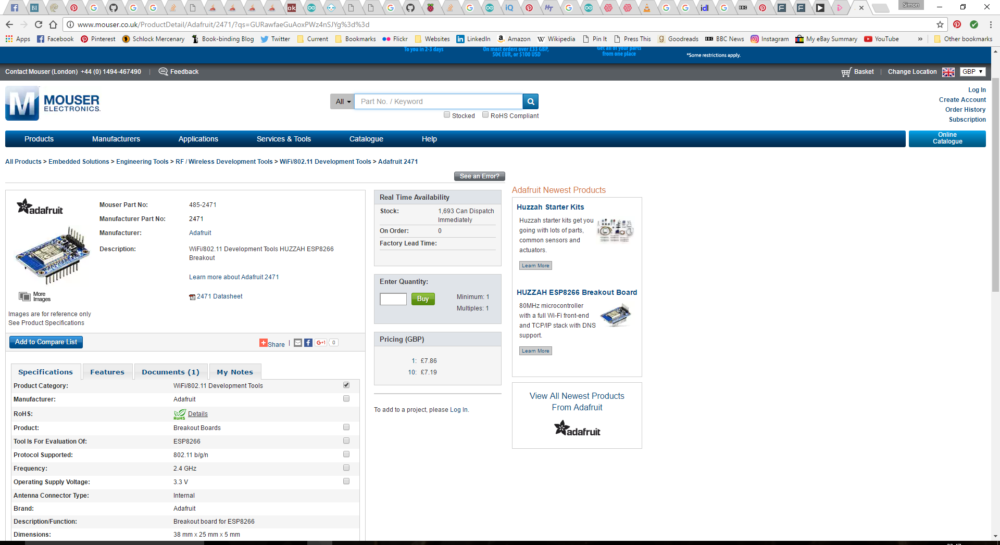 Simon
www.mouser.co.uk/ProductDetail/Adafruit/2471/?qs=GURawfaeGuAoxPWz4nSJYg%3d%3d
Apps Facebook Pinterest Schlock Mercenary Book-binding Blog Twitter Current Bookmarks Flickr Websites LinkedIn Amazon Wikipedia Pin It Press This Goodreads BBC News Instagram My eBay Summary YouTube » Other bookmarks
To you in 2-3 days
On most orders over £33 GBP,
50€ EUR, or $100 USD
Get all of your parts
from one place
*Some restrictions apply.
Contact Mouser (London) +44 (0) 1494-467490 | Feedback
Basket | Change Location GBP
MOUSER
ELECTRONICS.
All Part No. / Keyword
Stocked RoHS Compliant
Log In
Create Account
Order History
Subscription
Products Manufacturers Applications Services & Tools Catalogue Help
Online
Catalogue
All Products > Embedded Solutions > Engineering Tools > RF / Wireless Development Tools > WiFi/802.11 Development Tools > Adafruit 2471
See an Error?
adafruit
Mouser Part No: 485-2471
Manufacturer Part No: 2471
Manufacturer: Adafruit
Description: WiFi/802.11 Development Tools HUZZAH ESP8266
Breakout
Learn more about Adafruit 2471
2471 Datasheet
More
Images
Images are for reference only
See Product Specifications
Add to Compare List
Share | G+1 0
Specifications Features Documents (1) My Notes
Product Category: WiFi/802.11 Development Tools
Manufacturer: Adafruit
RoHS: RoHS Details
Product: Breakout Boards
Tool Is For Evaluation Of: ESP8266
Protocol Supported: 802.11 b/g/n
Frequency: 2.4 GHz
Operating Supply Voltage: 3.3 V
Antenna Connector Type: Internal
Brand: Adafruit
Description/Function: Breakout board for ESP8266
Dimensions: 38 mm x 25 mm x 5 mm
Real Time Availability
Stock: 1,693 Can Dispatch
Immediately
On Order: 0
Factory Lead Time:
Enter Quantity:
Buy
Minimum: 1
Multiples: 1
Pricing (GBP)
1: £7.86
10: £7.19
To add to a project, please Log In.
Adafruit Newest Products
Huzzah Starter Kits
Huzzah starter kits get you
going with lots of parts,
common sensors and
actuators.
Learn More
HUZZAH ESP8266 Breakout Board
80MHz microcontroller
with a full Wi-Fi front-end
and TCP/IP stack with DNS
support.
Learn More
View All Newest Products
From Adafruit
adafruit